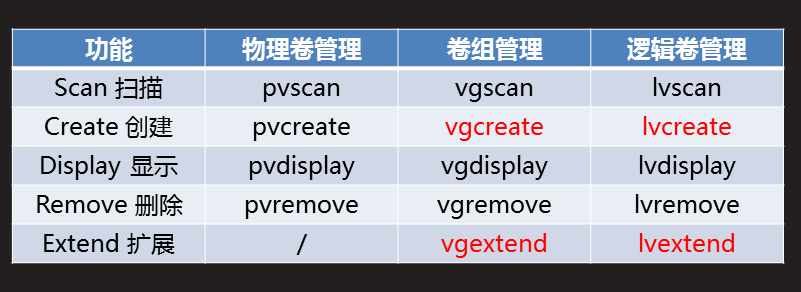 功能 物理卷管理 卷组管理 逻辑卷管理
Scan 扫描 pvscan vgscan lvscan
Create 创建 pvcreate vgcreate lvcreate
Display 显示 pvdisplay vgdisplay lvdisplay
Remove 删除 pvremove vgremove lvremove
Extend 扩展 / vgextend lvextend